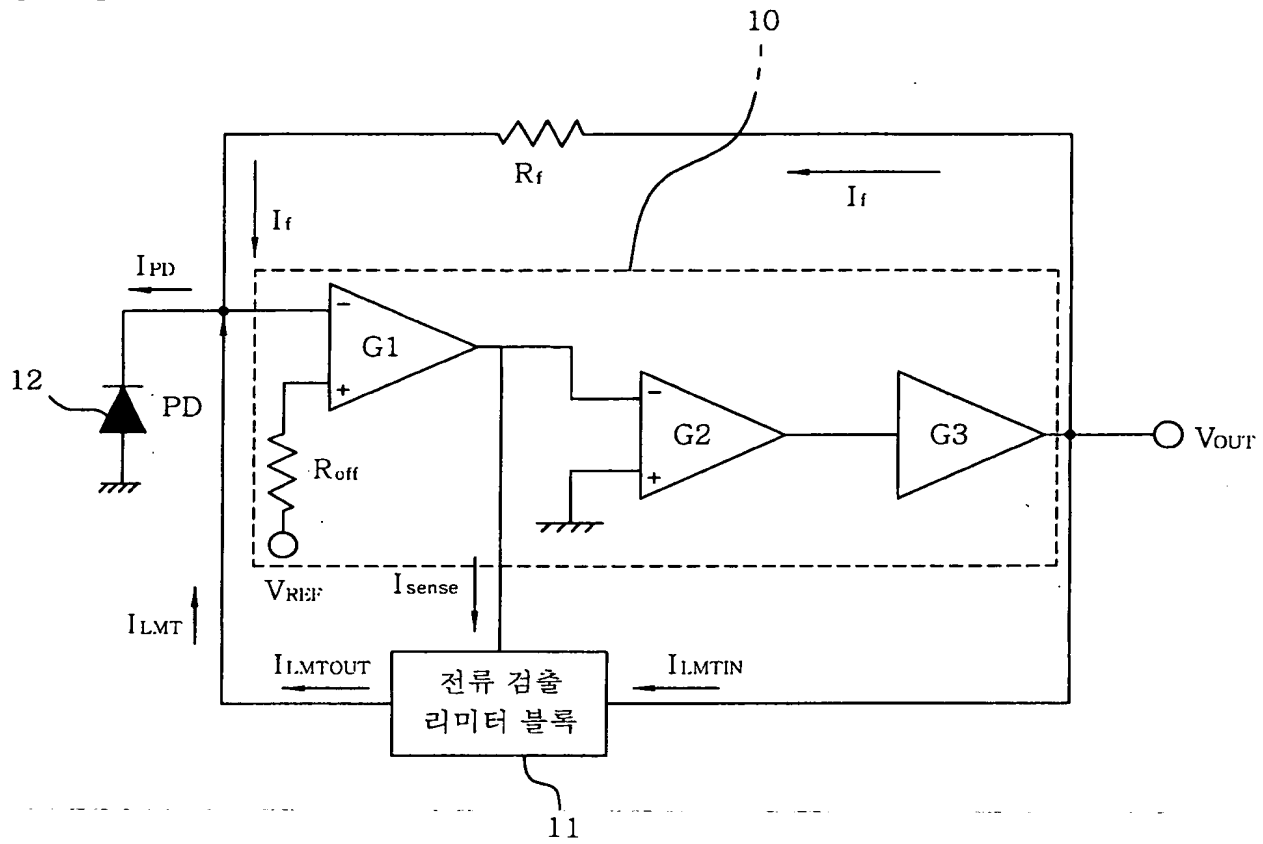 10
Rf
If
If
IPD
G1
12
PD
G2
G3
VOUT
Roff
VREF
Isense
ILMT
ILMTOUT
ILMTIN
전류 검출
리미터 블록
11